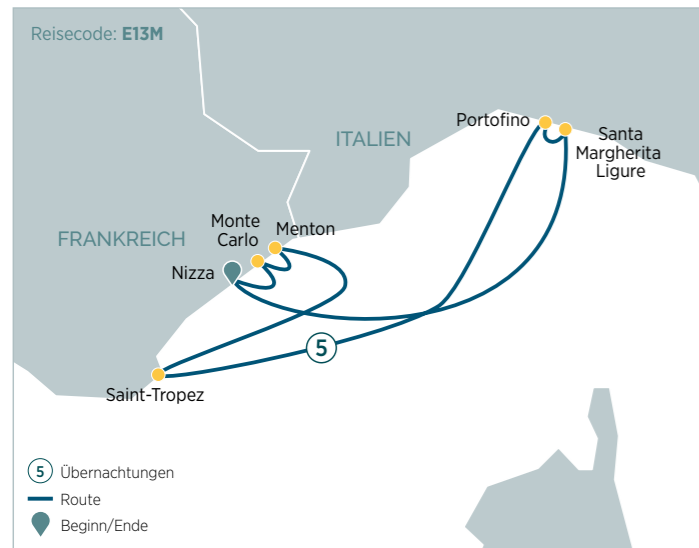 Reisecode: E13M
Portofino
Santa
Margherita
Ligure
ITALIEN
Monte
Carlo
Menton
FRANKREICH
Nizza
5
Saint-Tropez
5 Übernachtungen
Route
Beginn/Ende